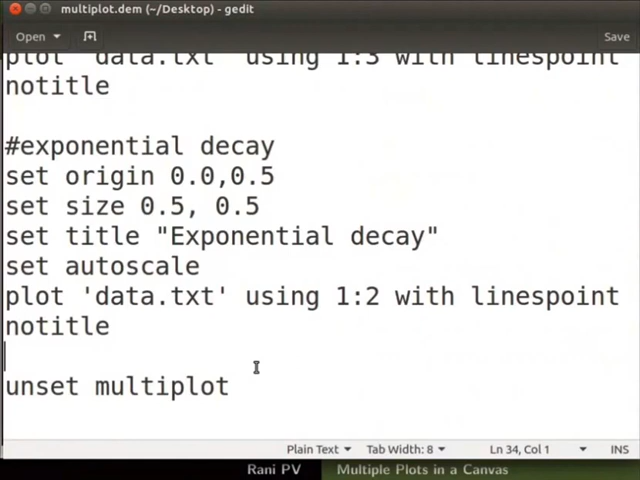 multiplot.dem (~/Desktop) - gedit
Open
Save
plot 'data.txt' using 1:3 with linespoint
notitle
#exponential decay
set origin 0.0,0.5
set size 0.5, 0.5
set title "Exponential decay"
set autoscale
plot 'data.txt' using 1:2 with linespoint
notitle
unset multiplot
Plain Text Tab Width: 8 Ln 34, Col 1 INS
Rani PV Multiple Plots in a Canvas